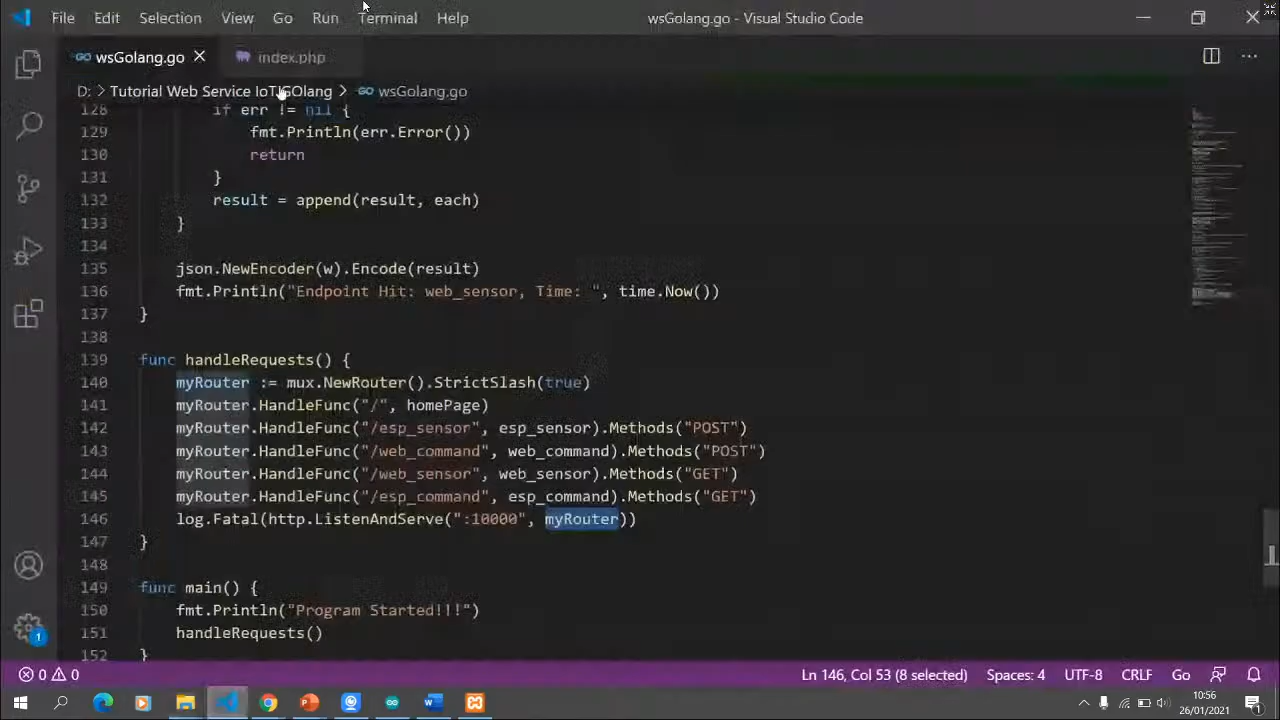 File Edit Selection View Go Run Terminal Help wsGolang.go - Visual Studio Code
wsGolang.go index.php
D: > Tutorial Web Service IoT GOlang > wsGolang.go
128 if err != nil {
129 fmt.Println(err.Error())
130 return
131 }
132 result = append(result, each)
133 }
134
135 json.NewEncoder(w).Encode(result)
136 fmt.Println("Endpoint Hit: web_sensor, Time: ", time.Now())
137 }
138
139 func handleRequests() {
140 myRouter := mux.NewRouter().StrictSlash(true)
141 myRouter.HandleFunc("/", homePage)
142 myRouter.HandleFunc("/esp_sensor", esp_sensor).Methods("POST")
143 myRouter.HandleFunc("/web_command", web_command).Methods("POST")
144 myRouter.HandleFunc("/web_sensor", web_sensor).Methods("GET")
145 myRouter.HandleFunc("/esp_command", esp_command).Methods("GET")
146 log.Fatal(http.ListenAndServe(":10000", myRouter))
147 }
148
149 func main() {
150 fmt.Println("Program Started!!!")
151 handleRequests()
152 }
1
0 0 Ln 146, Col 53 (8 selected) Spaces: 4 UTF-8 CRLF Go
10:56
26/01/2021